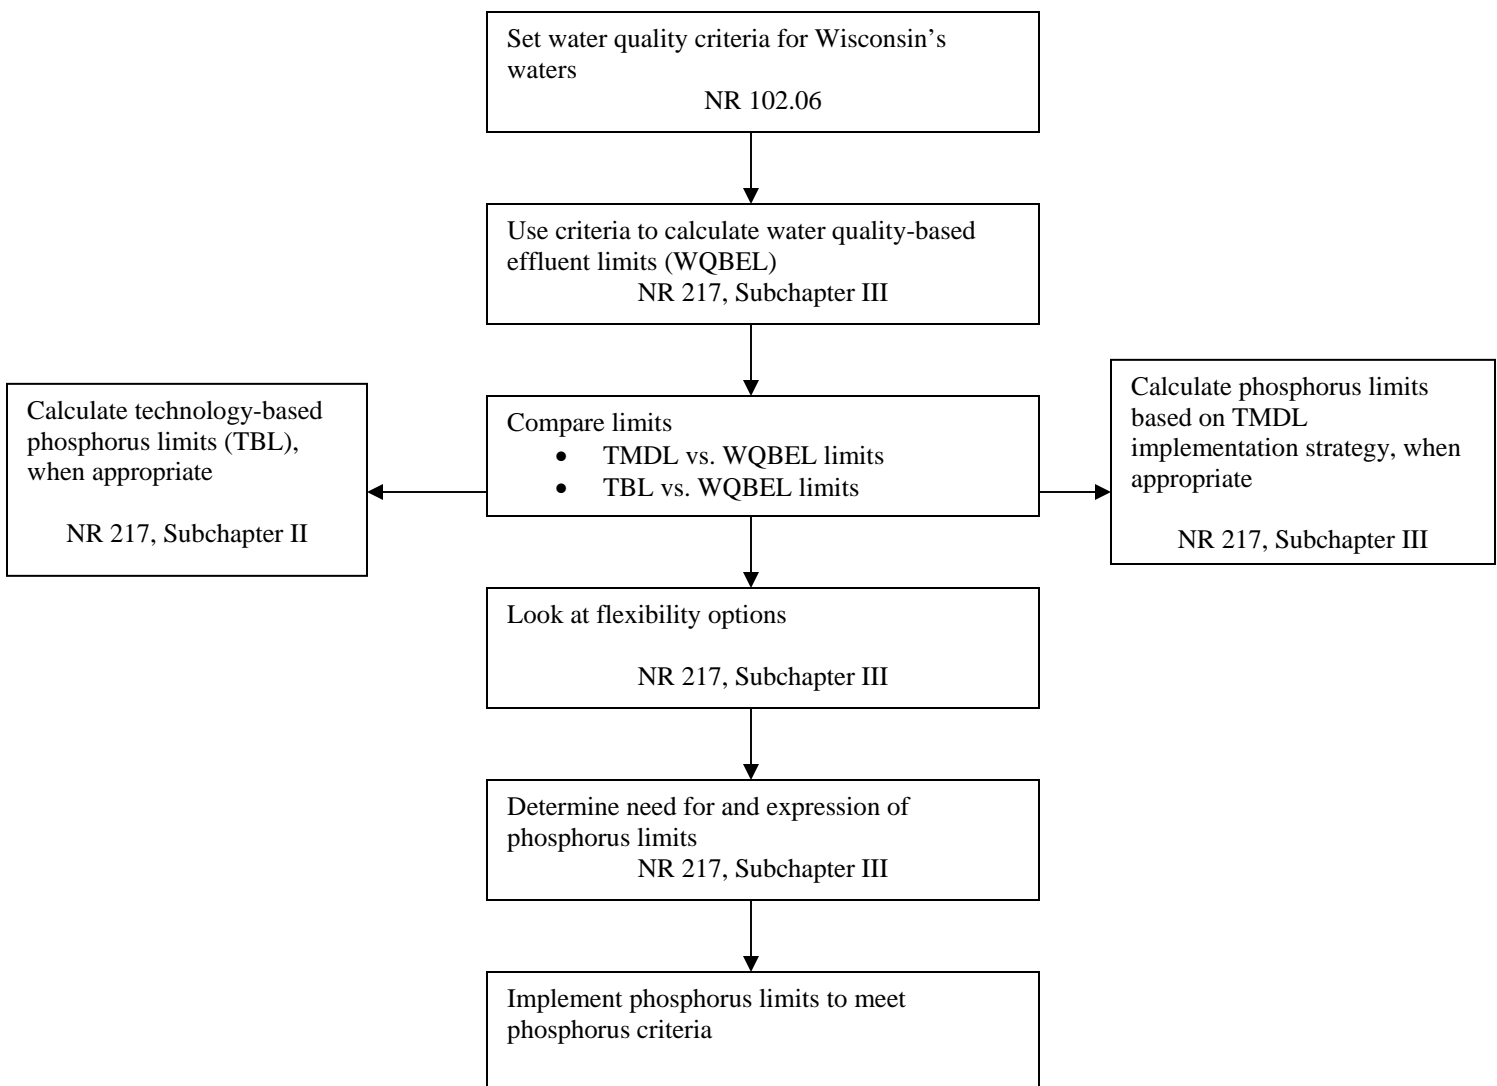 Set water quality criteria for Wisconsin’s
waters
NR 102.06
Use criteria to calculate water quality-based
effluent limits (WQBEL)
NR 217, Subchapter III
Calculate technology-based
phosphorus limits (TBL),
when appropriate
NR 217, Subchapter II
Compare limits
• TMDL vs. WQBEL limits
• TBL vs. WQBEL limits
Calculate phosphorus limits
based on TMDL
implementation strategy, when
appropriate
NR 217, Subchapter III
Look at flexibility options
NR 217, Subchapter III
Determine need for and expression of
phosphorus limits
NR 217, Subchapter III
Implement phosphorus limits to meet
phosphorus criteria